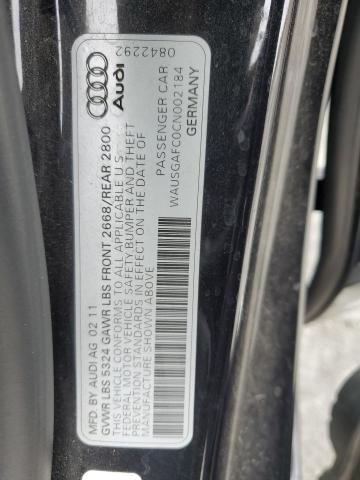 Audi
0842292
MFD. BY AUDI AG 02 11
GVWR LBS 5324 GAWR LBS FRONT 2668/REAR 2800
THIS VEHICLE CONFORMS TO ALL APPLICABLE U.S.
FEDERAL MOTOR VEHICLE SAFETY BUMPER AND THEFT
PREVENTION STANDARDS IN EFFECT ON THE DATE OF
MANUFACTURE SHOWN ABOVE
PASSENGER CAR
WAUSGAFC0CN002184
GERMANY